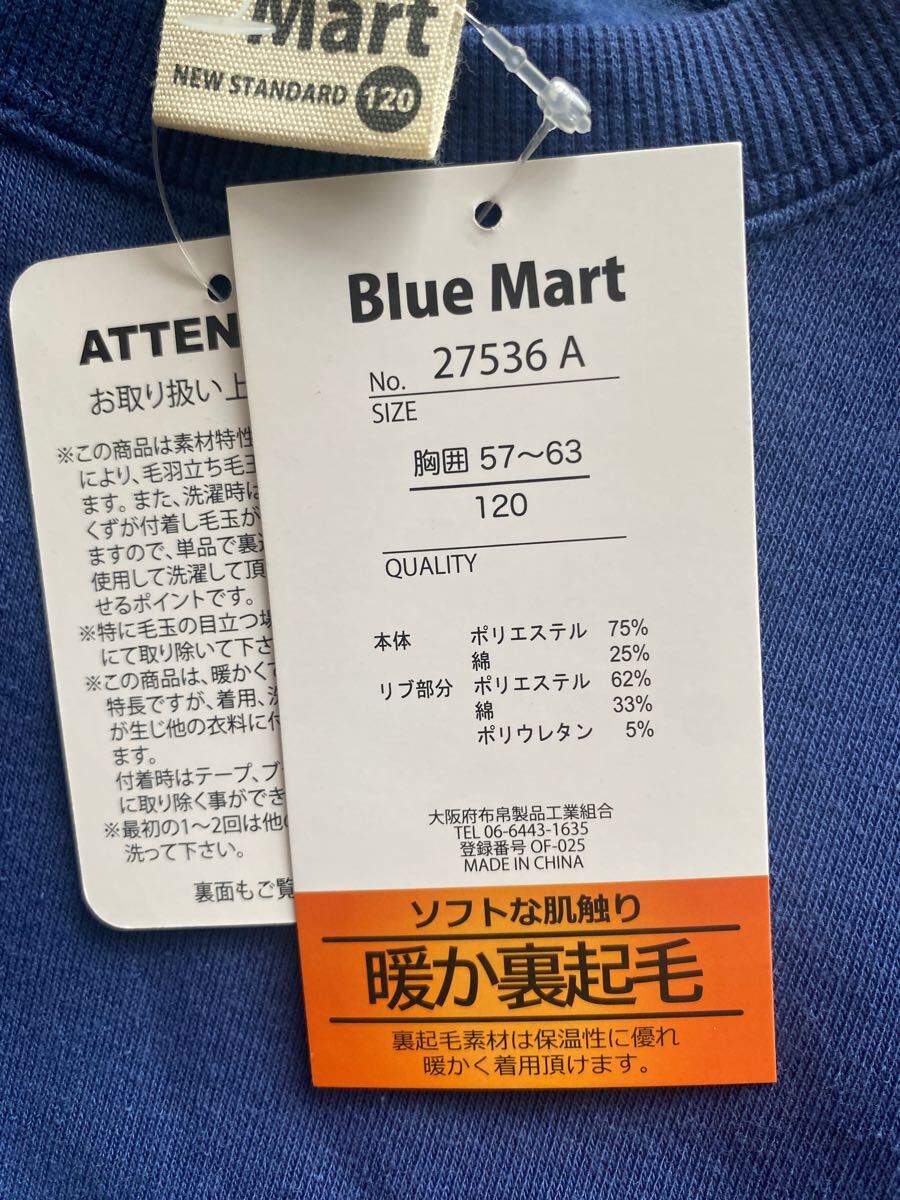 Mart
NEW STANDARD 120
Blue Mart
No. 27536 A
SIZE
胸囲 57～63
120
QUALITY
本体 ポリエステル 75%
綿 25%
リブ部分 ポリエステル 62%
綿 33%
ポリウレタン 5%
大阪府布帛製品工業組合
TEL 06-6443-1635
登録番号 OF-025
MADE IN CHINA
ソフトな肌触り
暖か裏起毛
裏起毛素材は保温性に優れ
暖かく着用頂けます。
ATTEN
お取り扱い上
※この商品は素材特性
により、毛羽立ち毛玉
ます。また、洗濯時に
くずが付着し毛玉が
ますので、単品で裏返
使用して洗濯して頂
せるポイントです。
※特に毛玉の目立つ場
にて取り除いて下さ
※この商品は、暖かくて
特長ですが、着用、洗
が生じ他の衣料に付
ます。
付着時はテープ、ブ
に取り除く事ができ
※最初の1～2回は他の
洗って下さい。
裏面もご覧